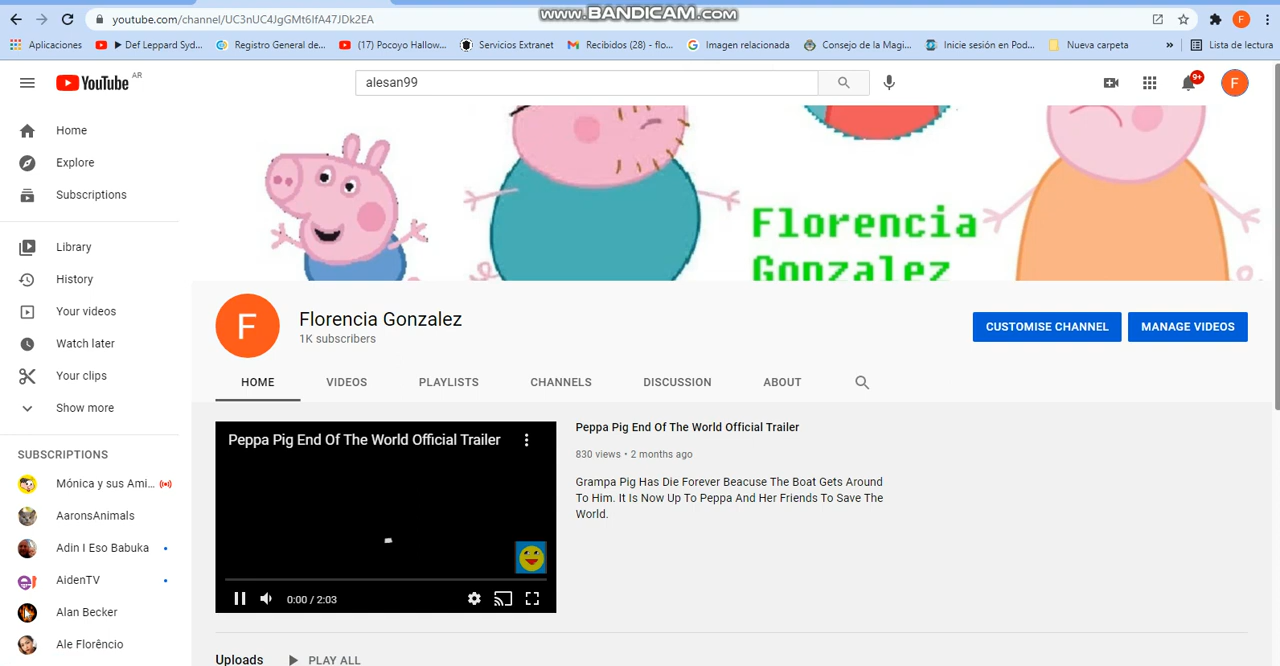 www.BANDICAM.com
youtube.com/channel/UC3nUC4JgGMt6IfA47JDk2EA
F
Aplicaciones
▶ Def Leppard Syd...
Registro General de...
(17) Pocoyo Hallow...
Servicios Extranet
Recibidos (28) - flo...
Imagen relacionada
Consejo de la Magi...
Inicie sesión en Pod...
Nueva carpeta
»
Lista de lectura
YouTube AR
alesan99
9+
F
Home
Explore
Subscriptions
Library
History
Your videos
Watch later
Your clips
Show more
SUBSCRIPTIONS
Mónica y sus Ami...
AaronsAnimals
Adin I Eso Babuka
AidenTV
Alan Becker
Ale Florêncio
Florencia
Gonzalez
F
Florencia Gonzalez
1K subscribers
CUSTOMISE CHANNEL
MANAGE VIDEOS
HOME
VIDEOS
PLAYLISTS
CHANNELS
DISCUSSION
ABOUT
Peppa Pig End Of The World Official Trailer
0:00 / 2:03
Peppa Pig End Of The World Official Trailer
830 views • 2 months ago
Grampa Pig Has Die Forever Beacuse The Boat Gets Around
To Him. It Is Now Up To Peppa And Her Friends To Save The
World.
Uploads
PLAY ALL